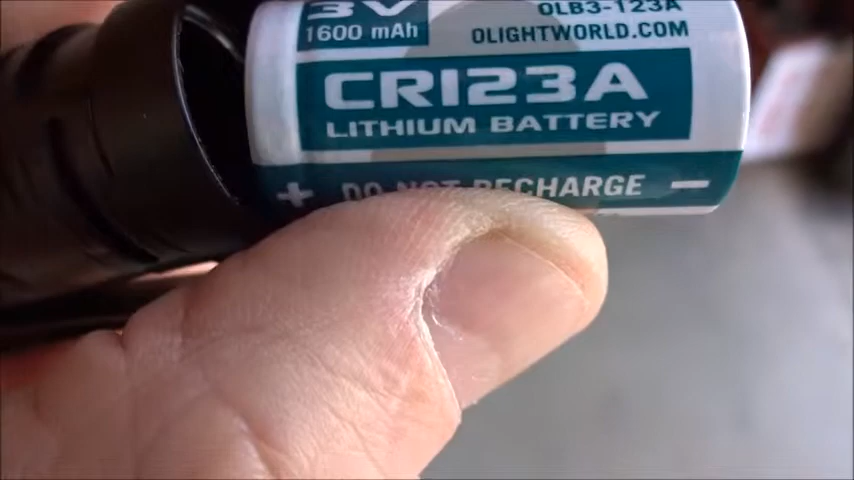 3V
OLB3-123A
1600 mAh
OLIGHTWORLD.COM
CR123A
LITHIUM BATTERY
+ DO NOT RECHARGE −